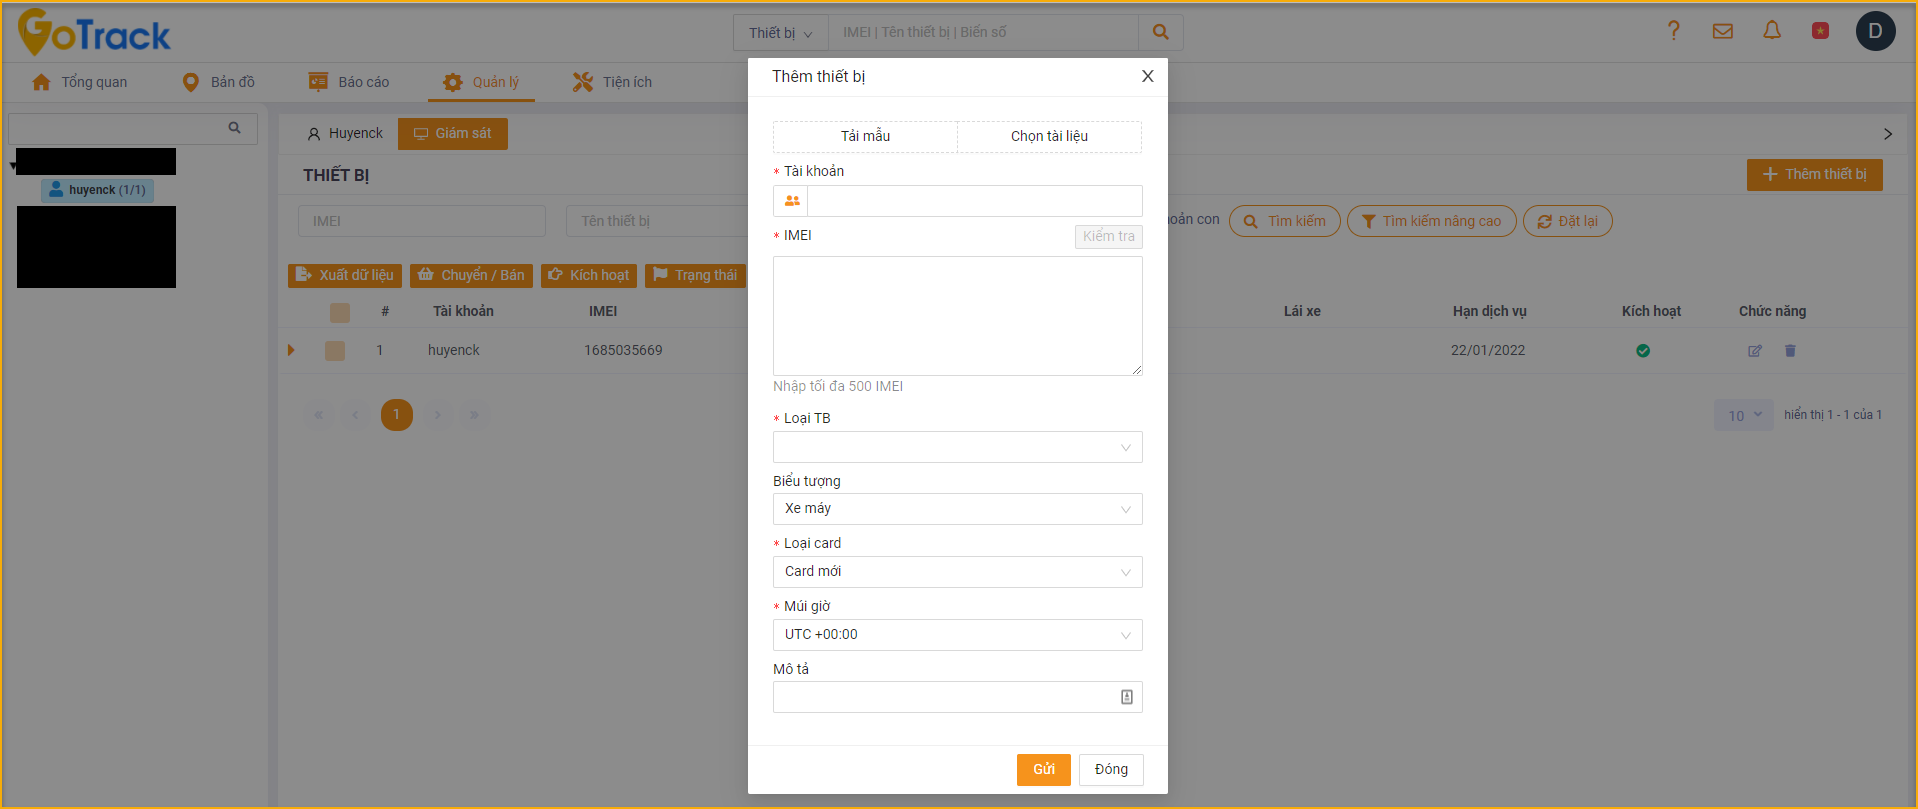 GoTrack
Thiết bị
IMEI | Tên thiết bị | Biển số
D
Tổng quan
Bản đồ
Báo cáo
Quản lý
Tiện ích
Huyenck
Giám sát
huyenck (1/1)
THIẾT BỊ
Thêm thiết bị
IMEI
Tên thiết bị
hoản con
Tìm kiếm
Tìm kiếm nâng cao
Đặt lại
Xuất dữ liệu
Chuyển / Bán
Kích hoạt
Trạng thái
#
Tài khoản
IMEI
Lái xe
Hạn dịch vụ
Kích hoạt
Chức năng
1
huyenck
1685035669
22/01/2022
« ‹ 1 › »
10
hiển thị 1 - 1 của 1
Thêm thiết bị
X
Tải mẫu
Chọn tài liệu
* Tài khoản
* IMEI
Kiểm tra
Nhập tối đa 500 IMEI
* Loại TB
Biểu tượng
Xe máy
* Loại card
Card mới
* Múi giờ
UTC +00:00
Mô tả
Gửi
Đóng